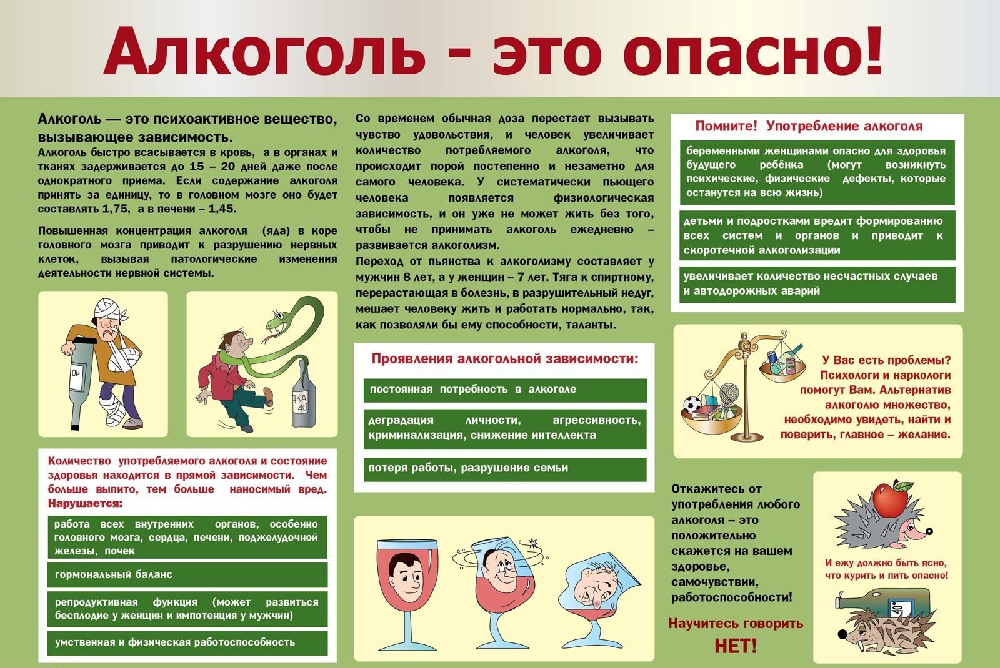 Алкоголь - это опасно!
Алкоголь — это психоактивное вещество,
вызывающее зависимость.
Алкоголь быстро всасывается в кровь, а в органах и
тканях задерживается до 15 – 20 дней даже после
однократного приема. Если содержание алкоголя
принять за единицу, то в головном мозге оно будет
составлять 1,75, а в печени – 1,45.
Повышенная концентрация алкоголя (яда) в коре
головного мозга приводит к разрушению нервных
клеток, вызывая патологические изменения
деятельности нервной системы.
40
ДКА
40°
Количество употребляемого алкоголя и состояние
здоровья находится в прямой зависимости. Чем
больше выпито, тем больше наносимый вред.
Нарушается:
работа всех внутренних органов, особенно
головного мозга, сердца, печени, поджелудочной
железы, почек
гормональный баланс
репродуктивная функция (может развиться
бесплодие у женщин и импотенция у мужчин)
умственная и физическая работоспособность
Со временем обычная доза перестает вызывать
чувство удовольствия, и человек увеличивает
количество потребляемого алкоголя, что
происходит порой постепенно и незаметно для
самого человека. У систематически пьющего
человека появляется физиологическая
зависимость, и он уже не может жить без того,
чтобы не принимать алкоголь ежедневно –
развивается алкоголизм.
Переход от пьянства к алкоголизму составляет у
мужчин 8 лет, а у женщин – 7 лет. Тяга к спиртному,
перерастающая в болезнь, в разрушительный недуг,
мешает человеку жить и работать нормально, так,
как позволяли бы ему способности, таланты.
Проявления алкогольной зависимости:
постоянная потребность в алкоголе
деградация личности, агрессивность,
криминализация, снижение интеллекта
потеря работы, разрушение семьи
Помните! Употребление алкоголя
беременными женщинами опасно для здоровья
будущего ребёнка (могут возникнуть
психические, физические дефекты, которые
останутся на всю жизнь)
детьми и подростками вредит формированию
всех систем и органов и приводит к
скоротечной алкоголизации
увеличивает количество несчастных случаев
и автодорожных аварий
У Вас есть проблемы?
Психологи и наркологи
помогут Вам. Альтернатив
алкоголю множество,
необходимо увидеть, найти и
поверить, главное – желание.
Откажитесь от
употребления любого
алкоголя – это
положительно
скажется на вашем
здоровье,
самочувствии,
работоспособности!
Научитесь говорить
НЕТ!
И ежу должно быть ясно,
что курить и пить опасно!
40°